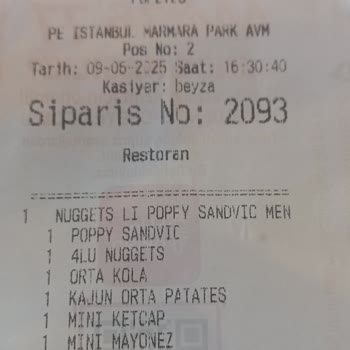 PE ISTANBUL MARMARA PARK AVM
Pos No: 2
Tarih: 09-06-2025 Saat: 16:30:40
Kasiyer: beyza
Siparis No: 2093
Restoran
================================
1 NUGGETS LI POPEY SANDVIC MEN
1 POPPY SANDVIC
1 4LU NUGGETS
1 ORTA KOLA
1 KAJUN ORTA PATATES
1 MINI KETCAP
1 MINI MAYONEZ